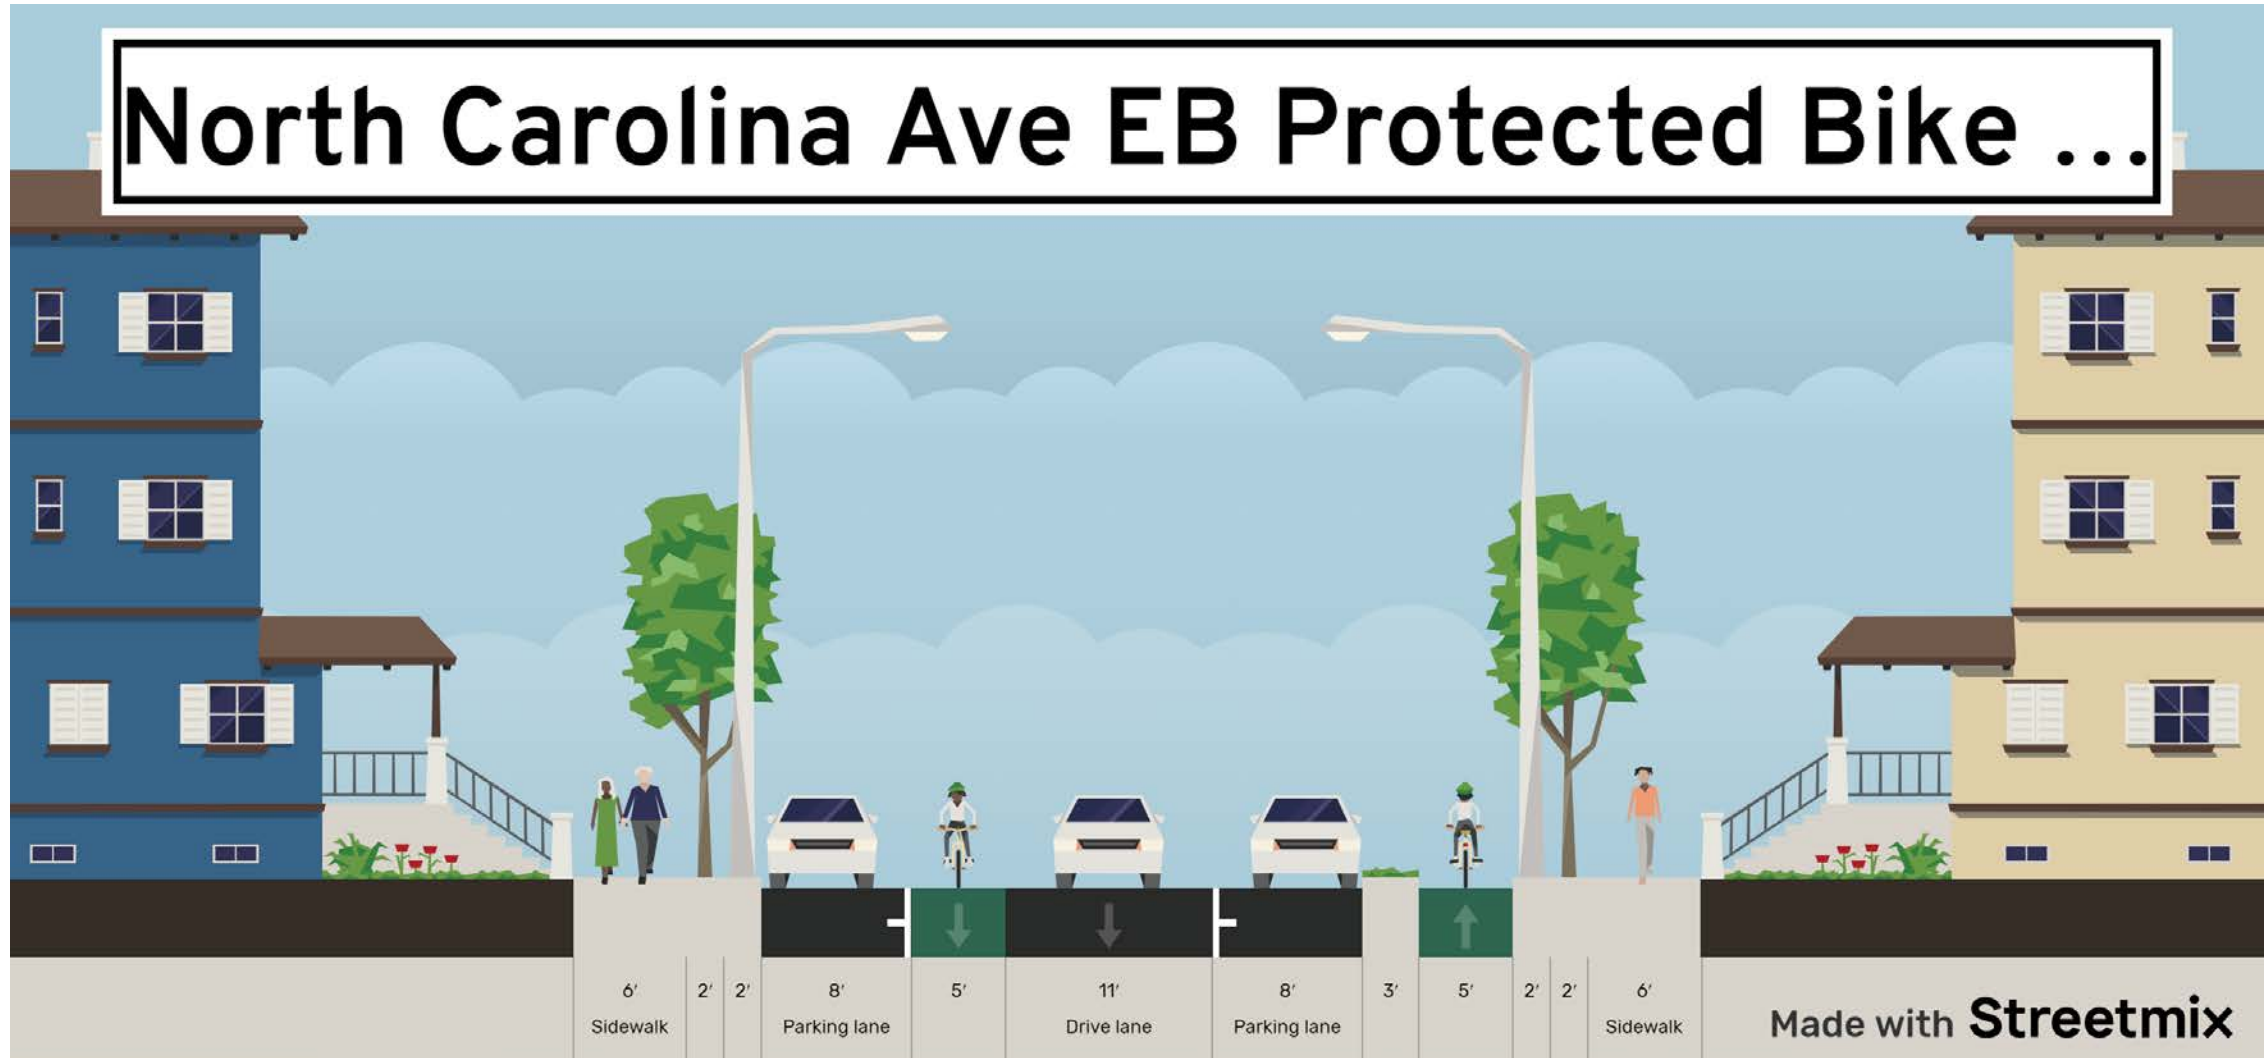 North Carolina Ave EB Protected Bike ...
6' 2' 2' 8' 5' 11' 8' 3' 5' 2' 2' 6'
Sidewalk Parking lane Drive lane Parking lane Sidewalk
Made with Streetmix